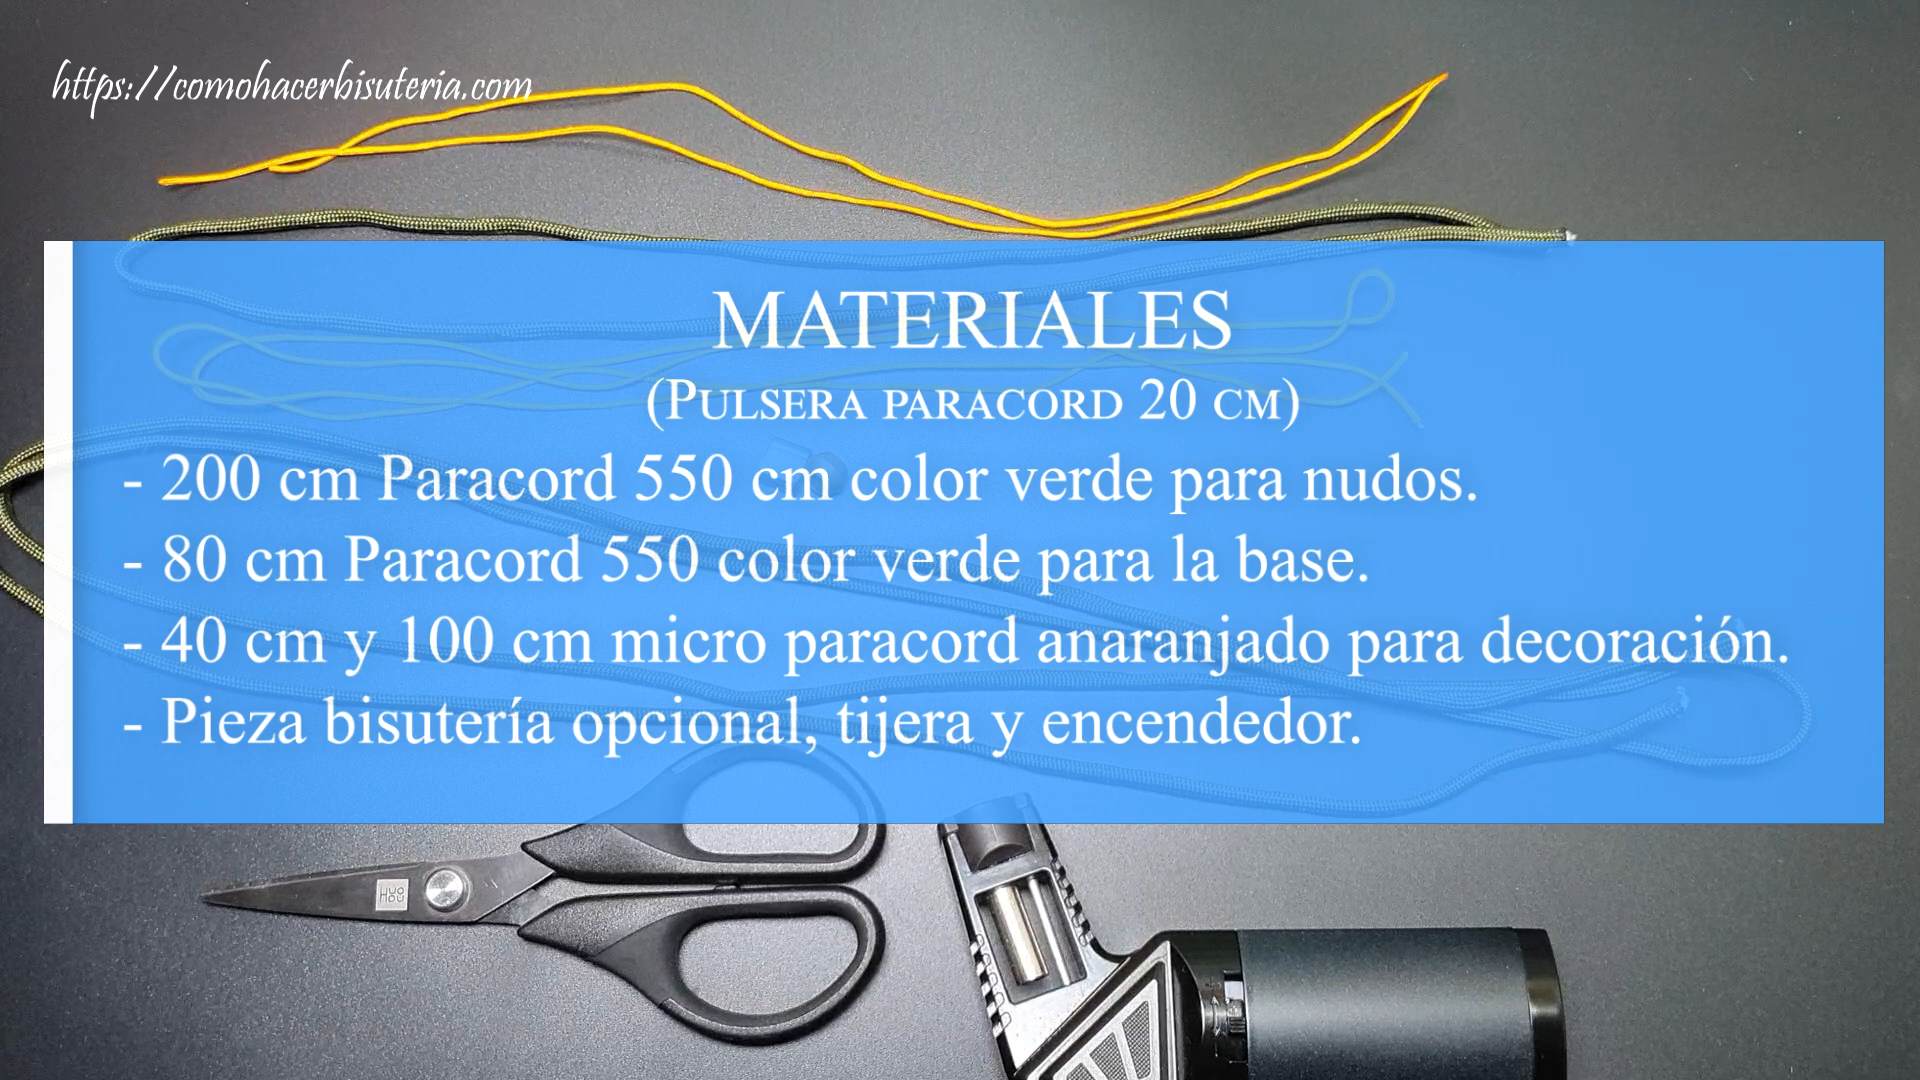 https://comohacerbisuteria.com
MATERIALES
(Pulsera paracord 20 cm)
- 200 cm Paracord 550 cm color verde para nudos.
- 80 cm Paracord 550 color verde para la base.
- 40 cm y 100 cm micro paracord anaranjado para decoración.
- Pieza bisutería opcional, tijera y encendedor.
HUO
HOU